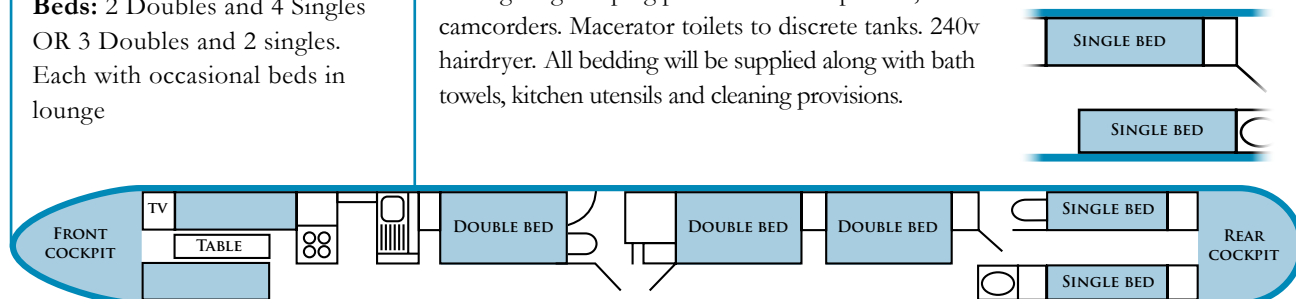 Beds: 2 Doubles and 4 Singles
OR 3 Doubles and 2 singles.
Each with occasional beds in
lounge
camcorders. Macerator toilets to discrete tanks. 240v
hairdryer. All bedding will be supplied along with bath
towels, kitchen utensils and cleaning provisions.
SINGLE BED
SINGLE BED
FRONT
COCKPIT
TV
TABLE
DOUBLE BED
DOUBLE BED
DOUBLE BED
SINGLE BED
SINGLE BED
REAR
COCKPIT